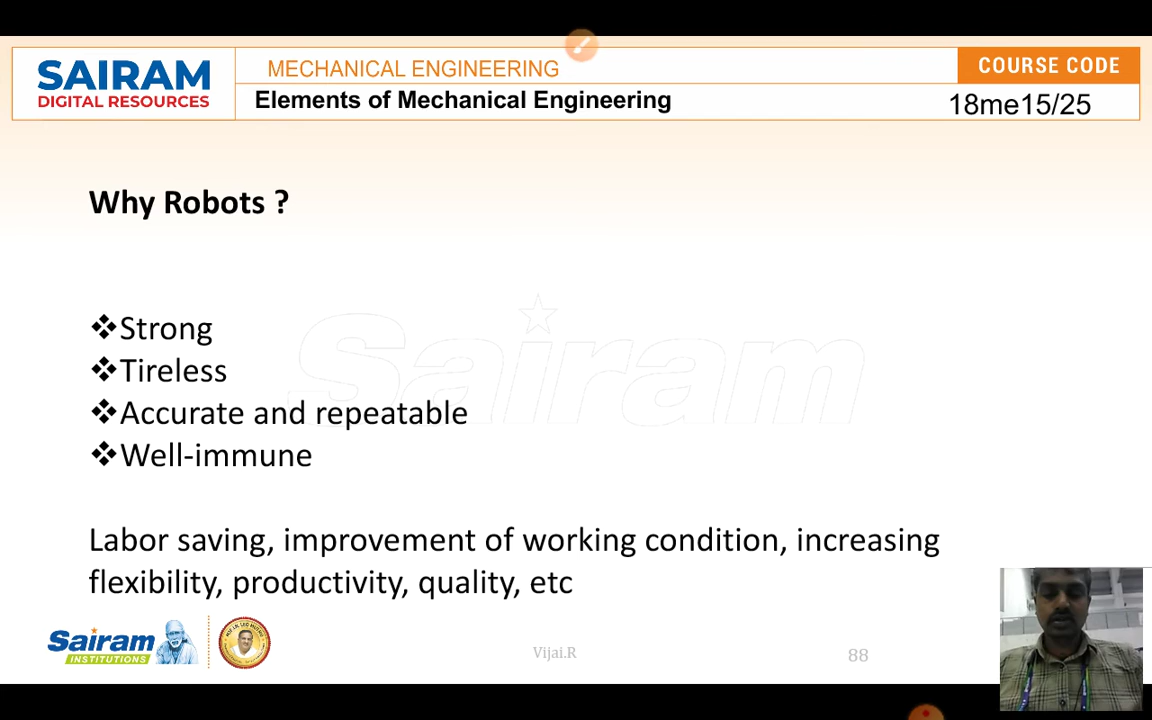 SAIRAM
DIGITAL RESOURCES
MECHANICAL ENGINEERING
COURSE CODE
Elements of Mechanical Engineering
18me15/25
Why Robots ?
Sairam
❖Strong
❖Tireless
❖Accurate and repeatable
❖Well-immune
Labor saving, improvement of working condition, increasing
flexibility, productivity, quality, etc
Sairam
INSTITUTIONS
Vijai.R
88